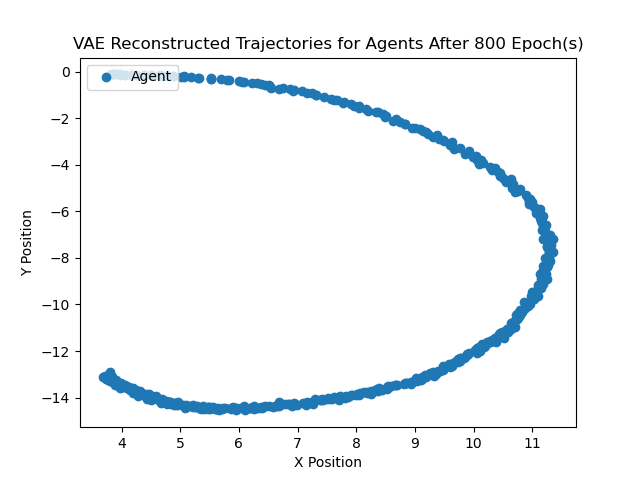 VAE Reconstructed Trajectories for Agents After 800 Epoch(s)
Agent
0
−2
−4
−6
−8
−10
−12
−14
Y Position
4 5 6 7 8 9 10 11
X Position